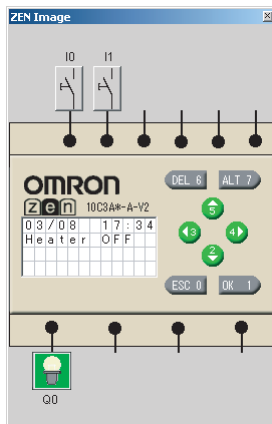 ZEN Image
I0 I1
OMRON
DEL 6 ALT 7
zen 10C3A*-A-V2
5
03/08 17:34
3 4
Heater OFF
2
ESC 0 OK 1
Q0